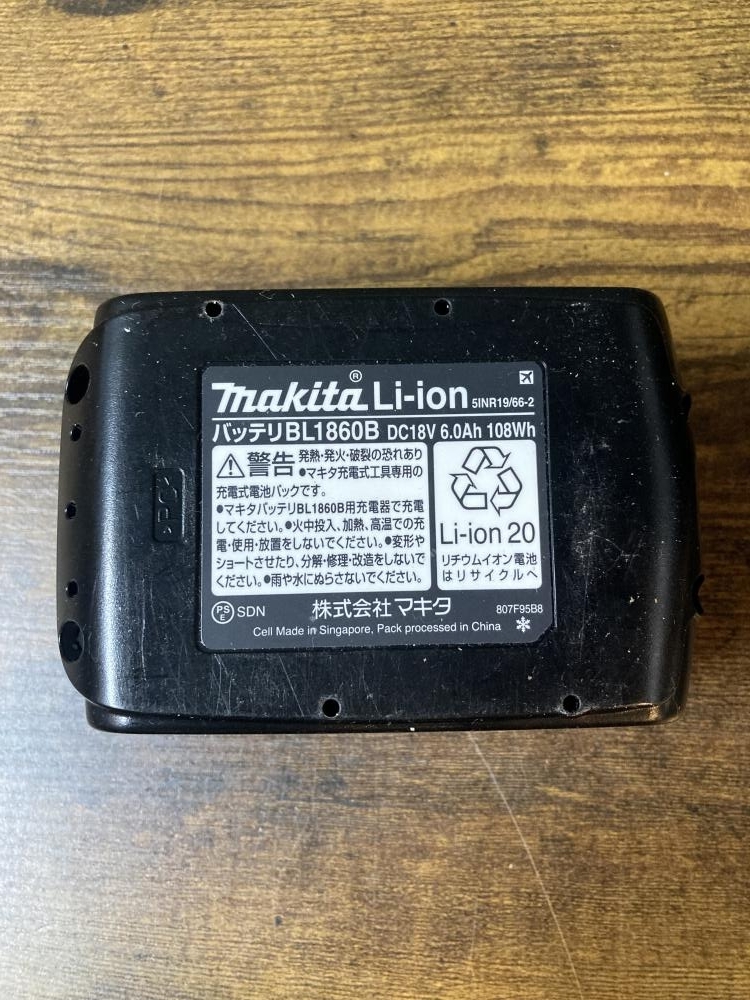 makita® Li-ion 5INR19/66-2
バッテリBL1860B DC18V 6.0Ah 108Wh
警告 発熱・発火・破裂の恐れあり
●マキタ充電式工具専用の
充電式電池パックです。
●マキタバッテリBL1860B用充電器で充電
してください。●火中投入、加熱、高温での充
電・使用・放置をしないでください。●変形や
ショートさせたり、分解・修理・改造をしないで
ください。●雨や水にぬらさないでください。
Li-ion 20
リチウムイオン電池
はリサイクルへ
PSE SDN 株式会社マキタ 807F95B8
Cell Made in Singapore, Pack processed in China
>PC<